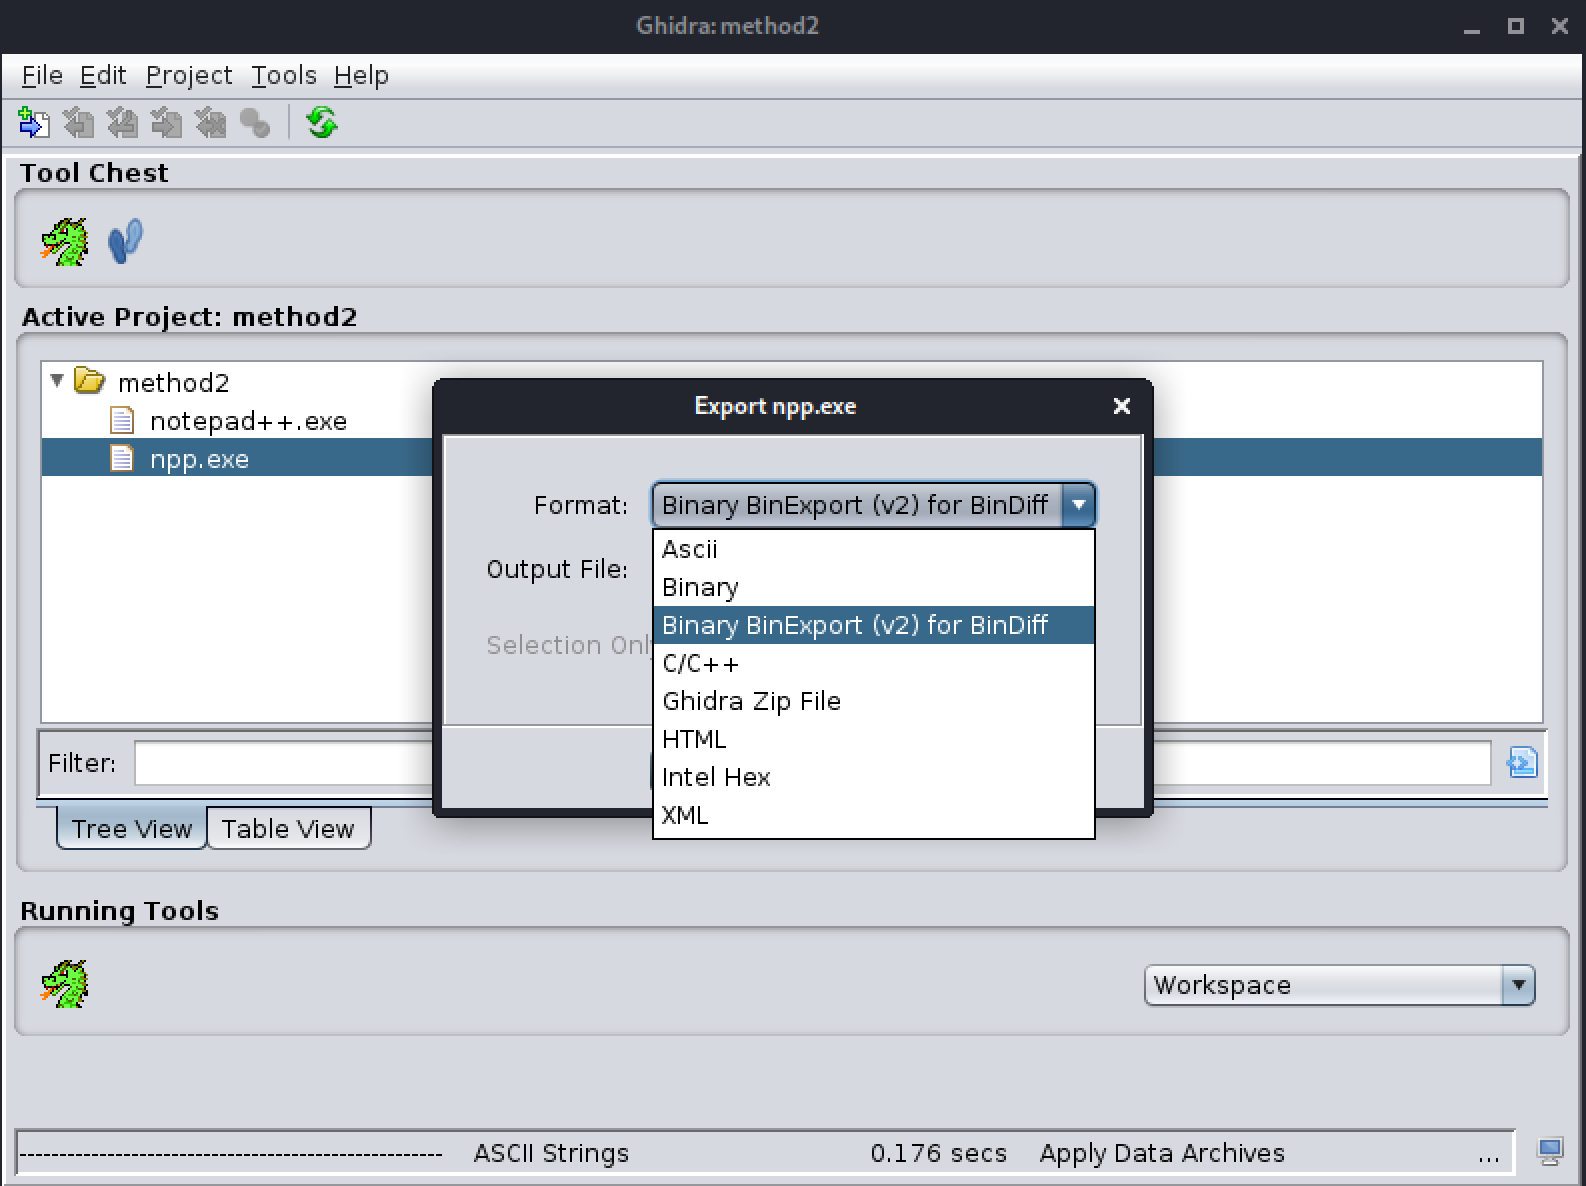 Ghidra: method2
File Edit Project Tools Help
Tool Chest
Active Project: method2
method2
notepad++.exe
npp.exe
Export npp.exe
Format: Binary BinExport (v2) for BinDiff
Ascii
Output File:
Binary
Binary BinExport (v2) for BinDiff
Selection Onl
C/C++
Ghidra Zip File
HTML
Intel Hex
XML
Filter:
Tree View Table View
Running Tools
Workspace
------------------------------------------------------ ASCII Strings 0.176 secs Apply Data Archives ...